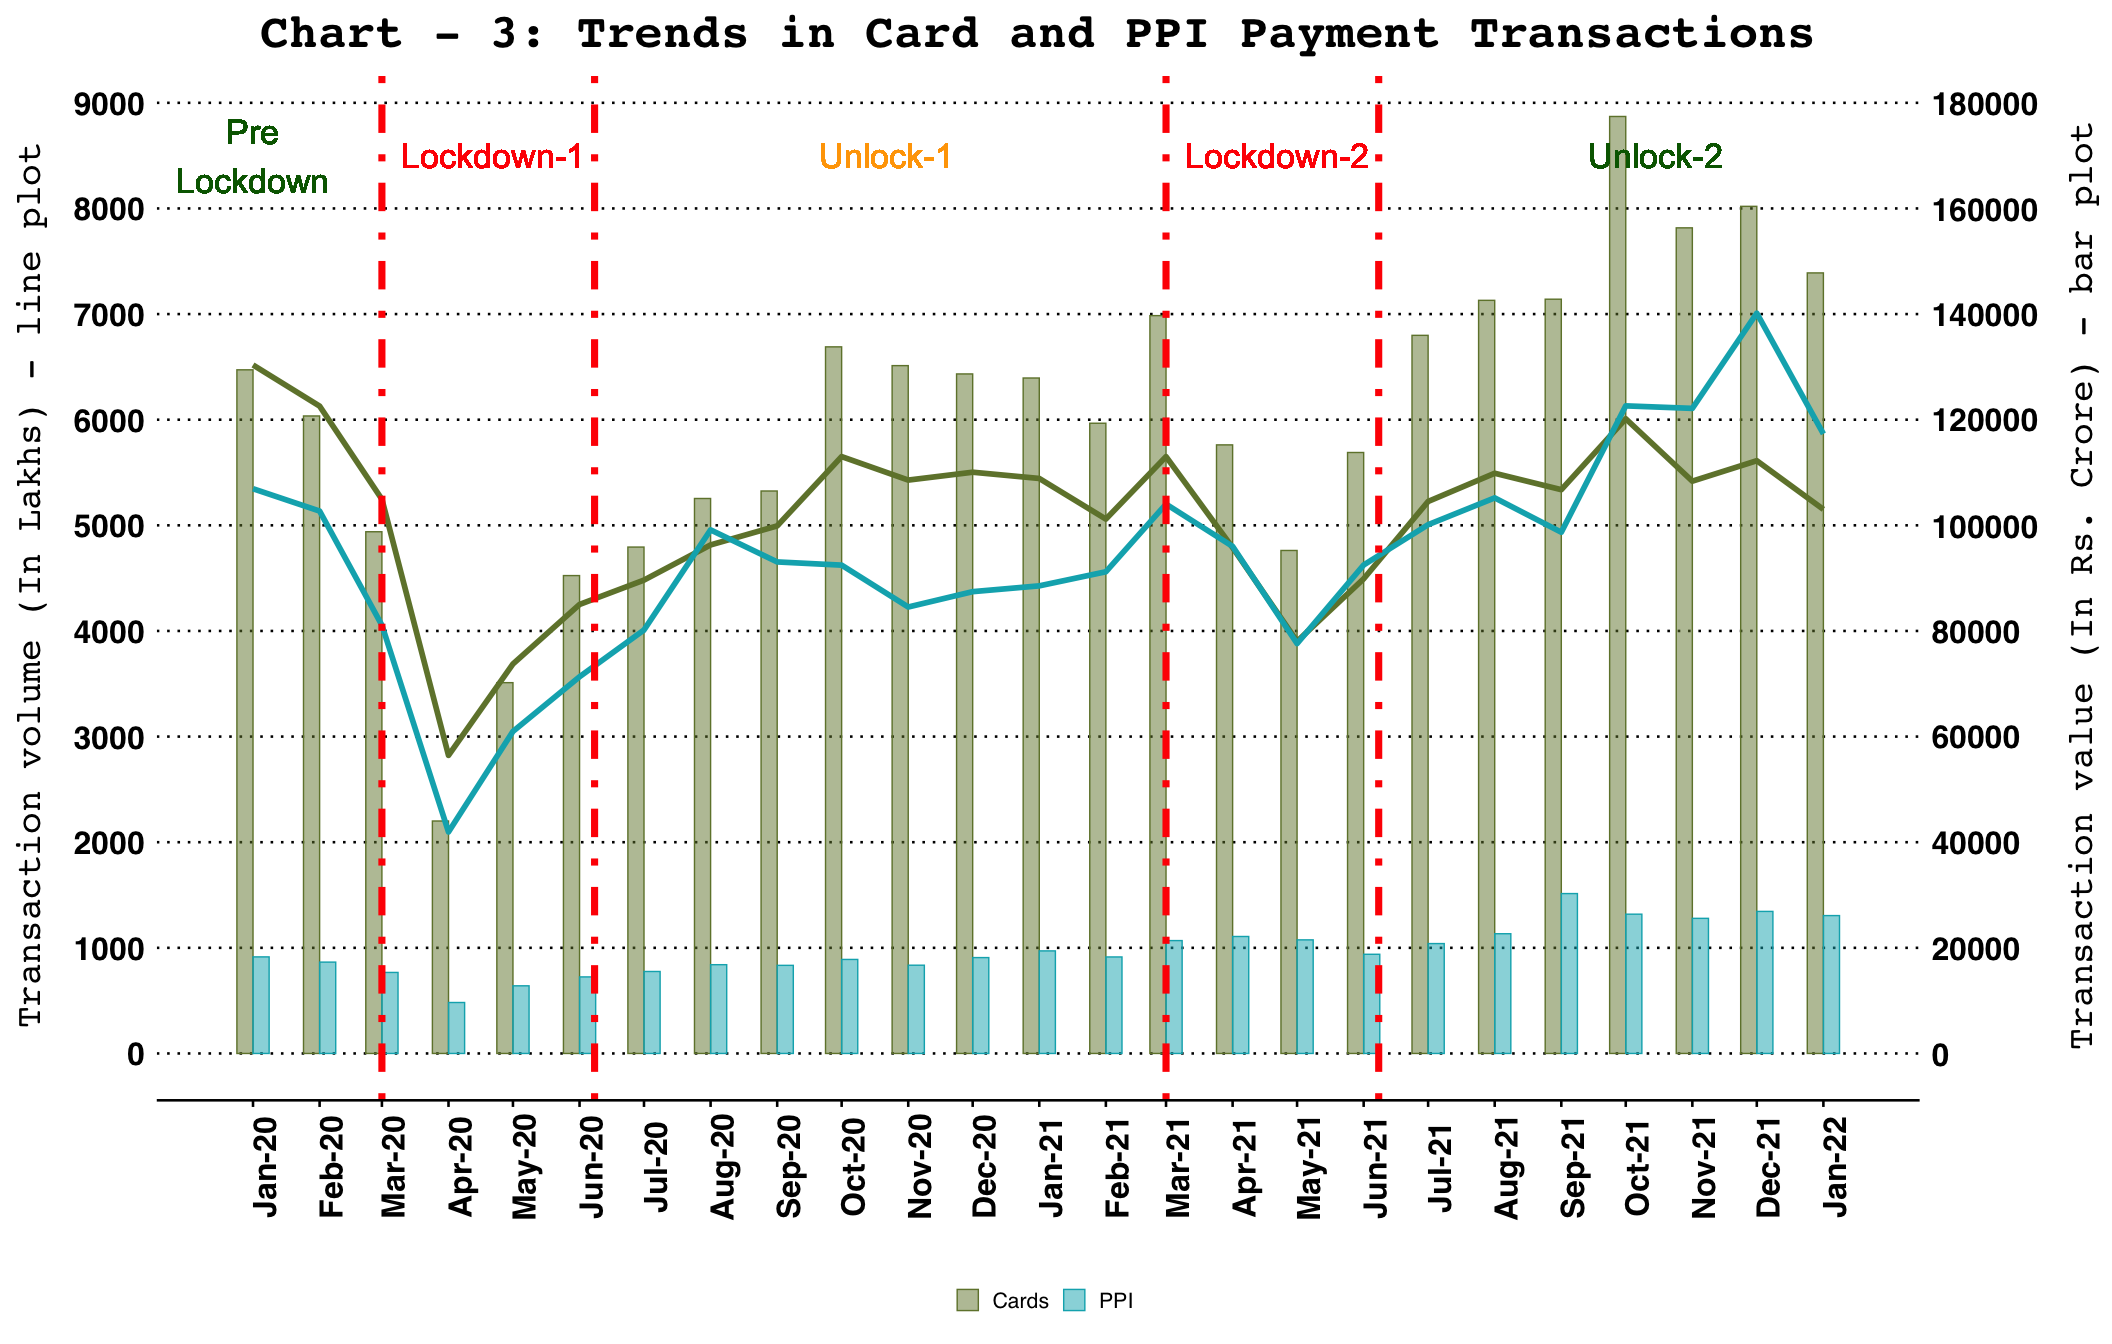 Chart – 3: Trends in Card and PPI Payment Transactions
Transaction volume (In Lakhs) – line plot
9000
8000
7000
6000
5000
4000
3000
2000
1000
0
Pre
Lockdown
Lockdown-1
Unlock-1
Lockdown-2
Unlock-2
180000
160000
140000
120000
100000
80000
60000
40000
20000
0
Transaction value (In Rs. Crore) – bar plot
Jan-20
Feb-20
Mar-20
Apr-20
May-20
Jun-20
Jul-20
Aug-20
Sep-20
Oct-20
Nov-20
Dec-20
Jan-21
Feb-21
Mar-21
Apr-21
May-21
Jun-21
Jul-21
Aug-21
Sep-21
Oct-21
Nov-21
Dec-21
Jan-22
Cards PPI